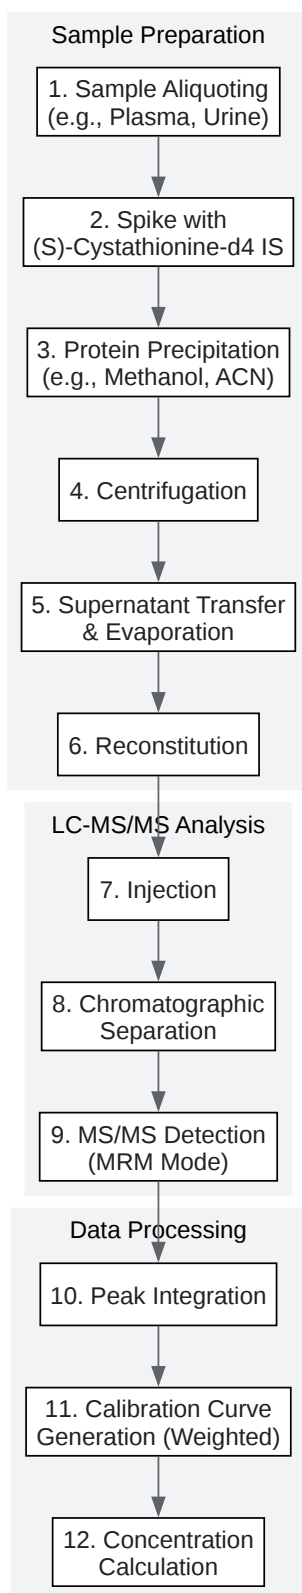 Sample Preparation
1. Sample Aliquoting
(e.g., Plasma, Urine)
2. Spike with
(S)-Cystathionine-d4 IS
3. Protein Precipitation
(e.g., Methanol, ACN)
4. Centrifugation
5. Supernatant Transfer
& Evaporation
6. Reconstitution
LC-MS/MS Analysis
7. Injection
8. Chromatographic
Separation
9. MS/MS Detection
(MRM Mode)
Data Processing
10. Peak Integration
11. Calibration Curve
Generation (Weighted)
12. Concentration
Calculation